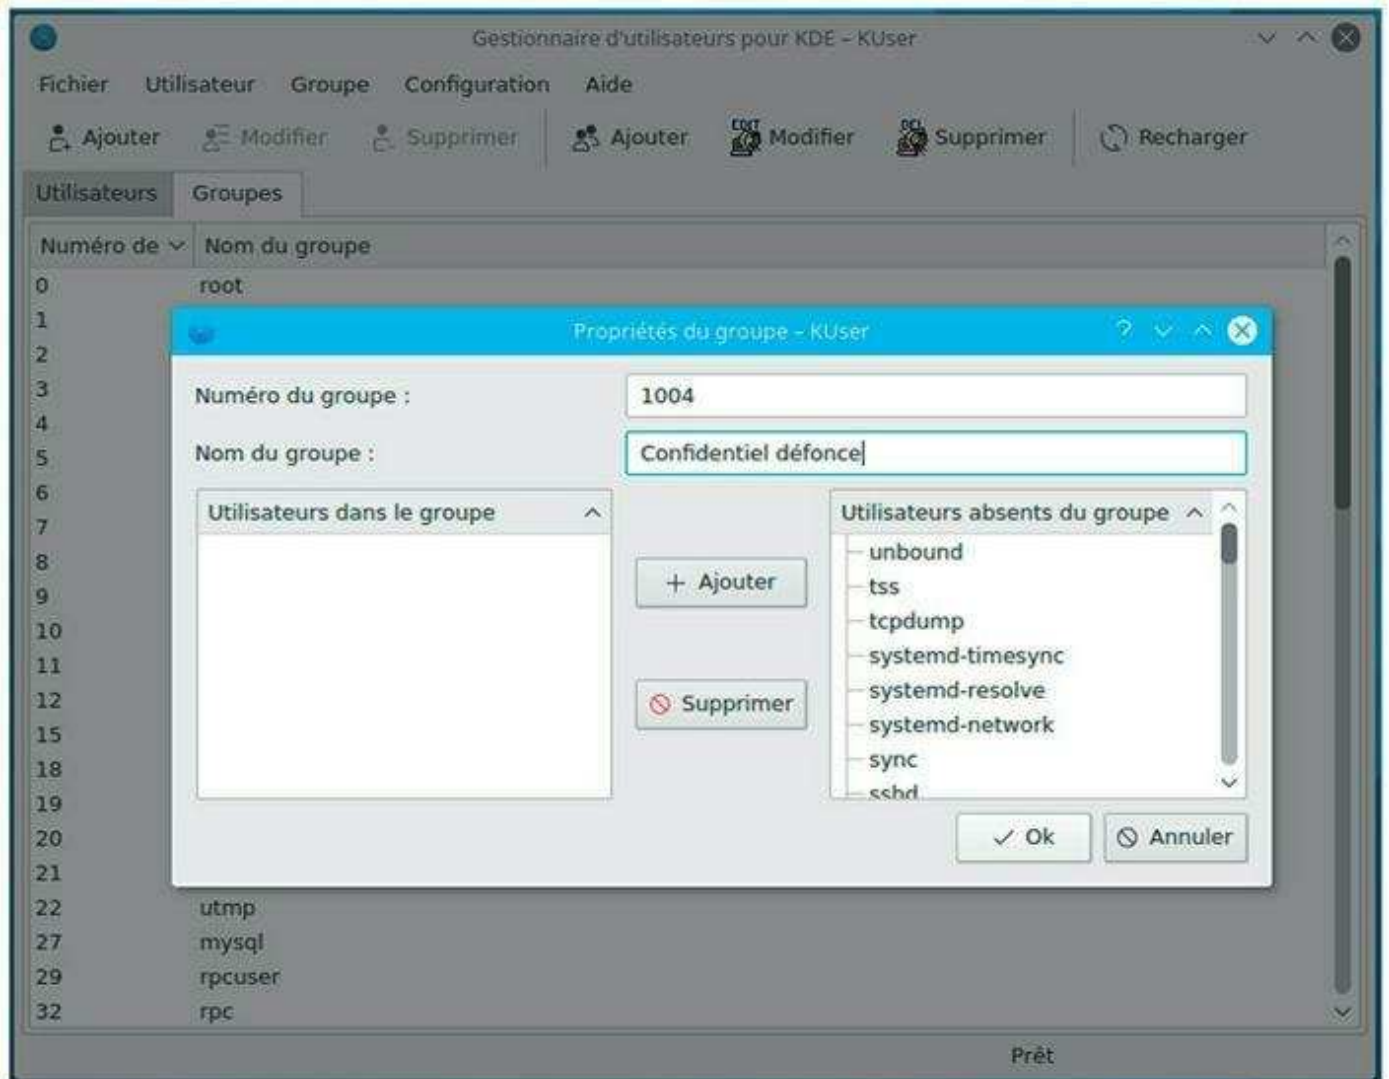 Gestionnaire d'utilisateurs pour KDE – KUser
Fichier Utilisateur Groupe Configuration Aide
Ajouter Modifier Supprimer Ajouter EDIT Modifier DEL Supprimer Recharger
Utilisateurs Groupes
Numéro de Nom du groupe
0 root
1
Propriétés du groupe – KUser ?
2
3 Numéro du groupe : 1004
4
5 Nom du groupe : Confidentiel défonce
6
7 Utilisateurs dans le groupe Utilisateurs absents du groupe
8 unbound
9 + Ajouter tss
10 tcpdump
11 systemd-timesync
12 Supprimer systemd-resolve
15 systemd-network
18 sync
19 sshd
20 Ok Annuler
21
22 utmp
27 mysql
29 rpcuser
32 rpc
Prêt